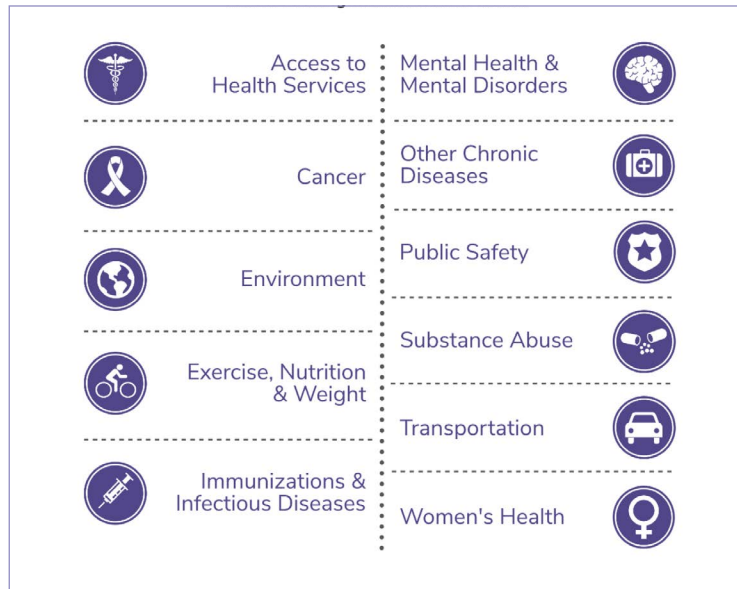 Access to
Health Services
Cancer
Environment
Exercise, Nutrition
& Weight
Immunizations &
Infectious Diseases
Mental Health &
Mental Disorders
Other Chronic
Diseases
Public Safety
Substance Abuse
Transportation
Women's Health